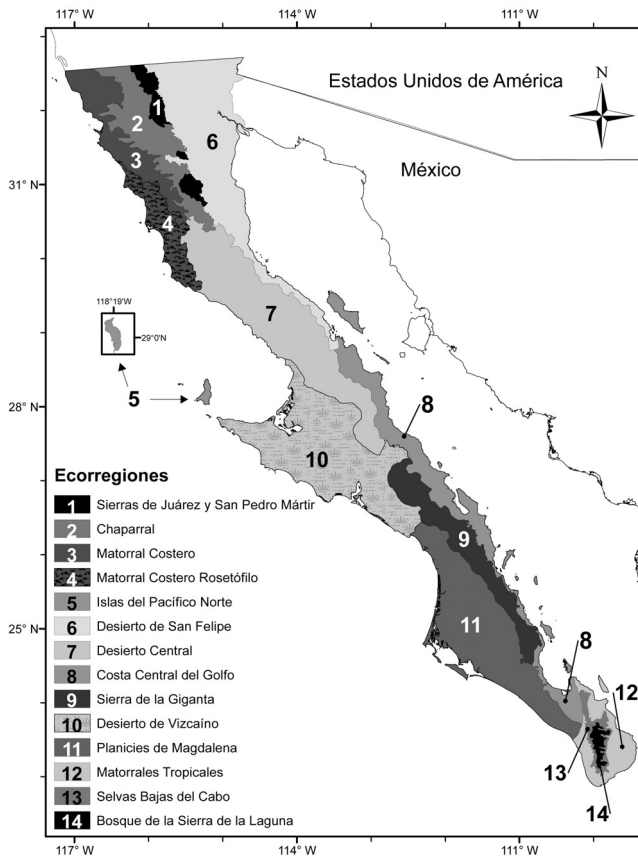 117° W
114° W
111° W
Estados Unidos de América
N
1
2
6
3
México
31° N
4
118°19'W
7
29°0'N
5
28° N
8
10
Ecorregiones
1 Sierras de Juárez y San Pedro Mártir
2 Chaparral
9
3 Matorral Costero
4 Matorral Costero Rosetófilo
5 Islas del Pacífico Norte
25° N
6 Desierto de San Felipe
11
7 Desierto Central
8
8 Costa Central del Golfo
12
9 Sierra de la Giganta
10 Desierto de Vizcaíno
11 Planicies de Magdalena
12 Matorrales Tropicales
13
13 Selvas Bajas del Cabo
14
14 Bosque de la Sierra de la Laguna
117° W
114° W
111° W